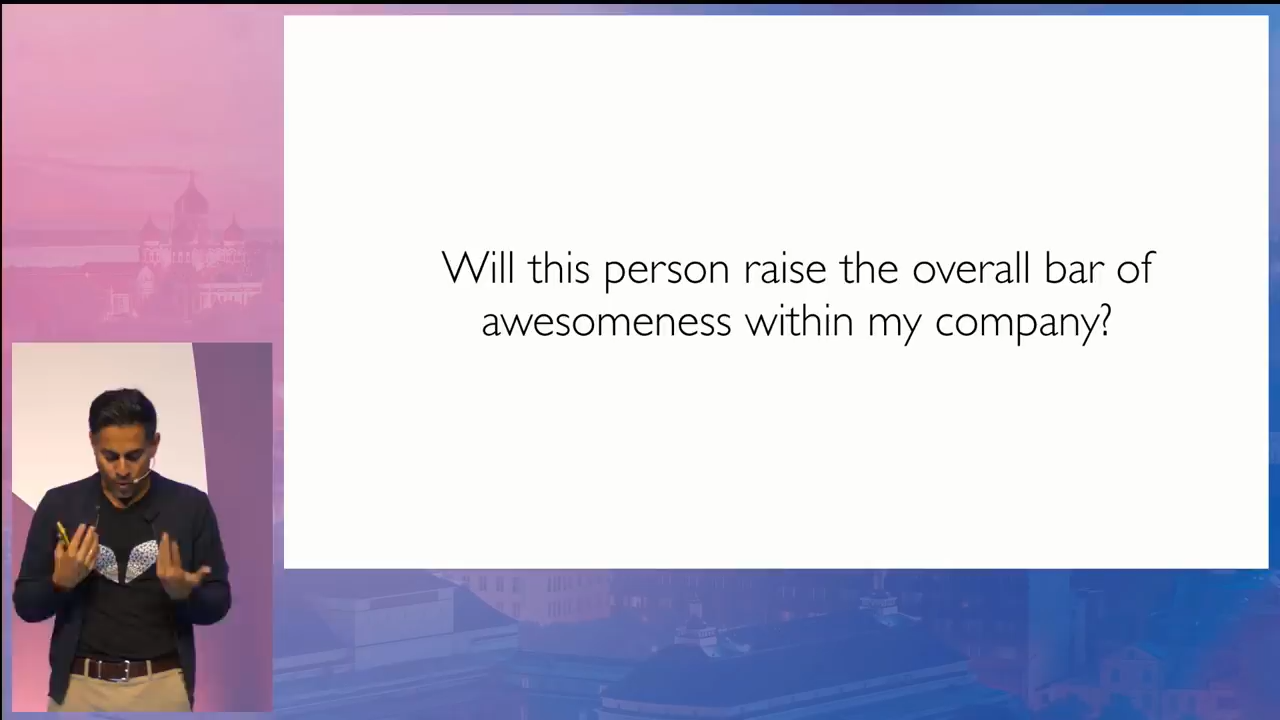 Will this person raise the overall bar of
awesomeness within my company?